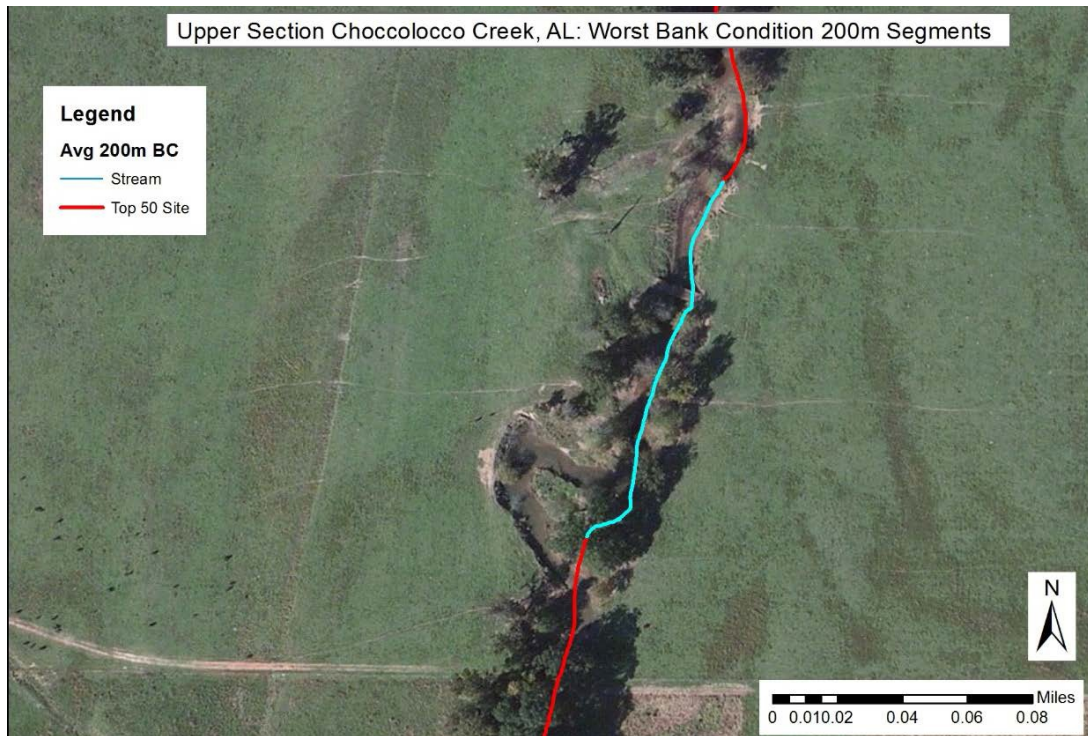 Upper Section Choccolocco Creek, AL: Worst Bank Condition 200m Segments
Legend
Avg 200m BC
Stream
Top 50 Site
N
Miles
0 0.010.02 0.04 0.06 0.08